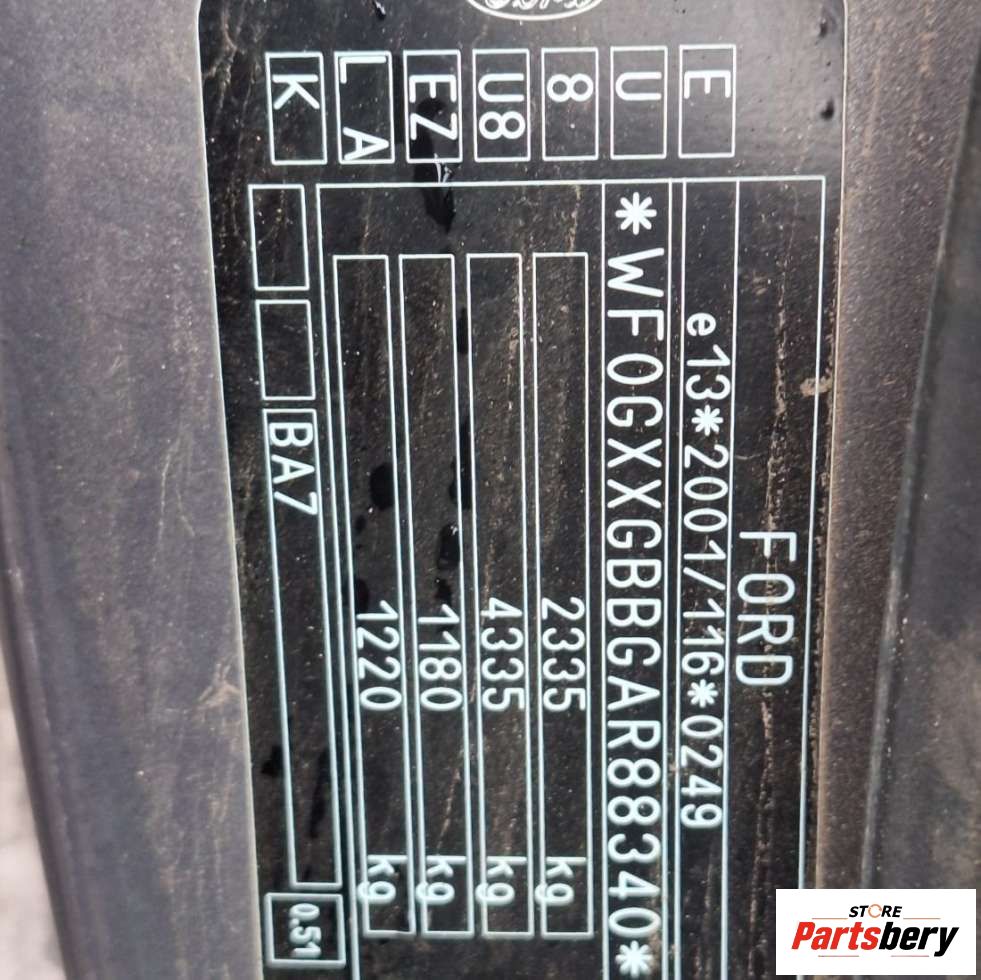 FORD
e13*2001/116*0249
*WF0GXXGBBGAR88340*
2335 kg
4335 kg
1180 kg
1220 kg
BA7
0.51
E
U
8
U8
EZ
L A
K
STORE
Partsbery